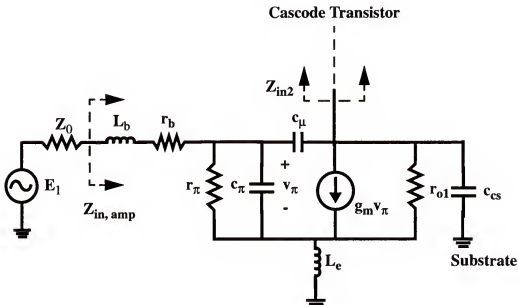 Cascode Transistor
Z_in2
Z_0
L_b
r_b
c_μ
E_1
Z_in, amp
r_π
c_π
+
v_π
-
g_m v_π
r_o1
c_cs
L_e
Substrate